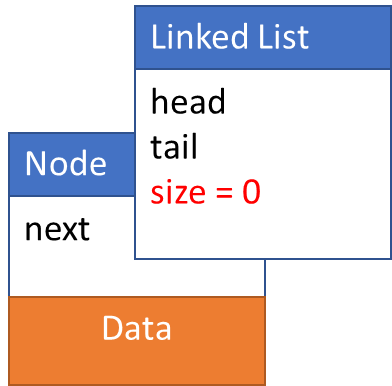 Linked List
head
tail
size = 0
Node
next
Data